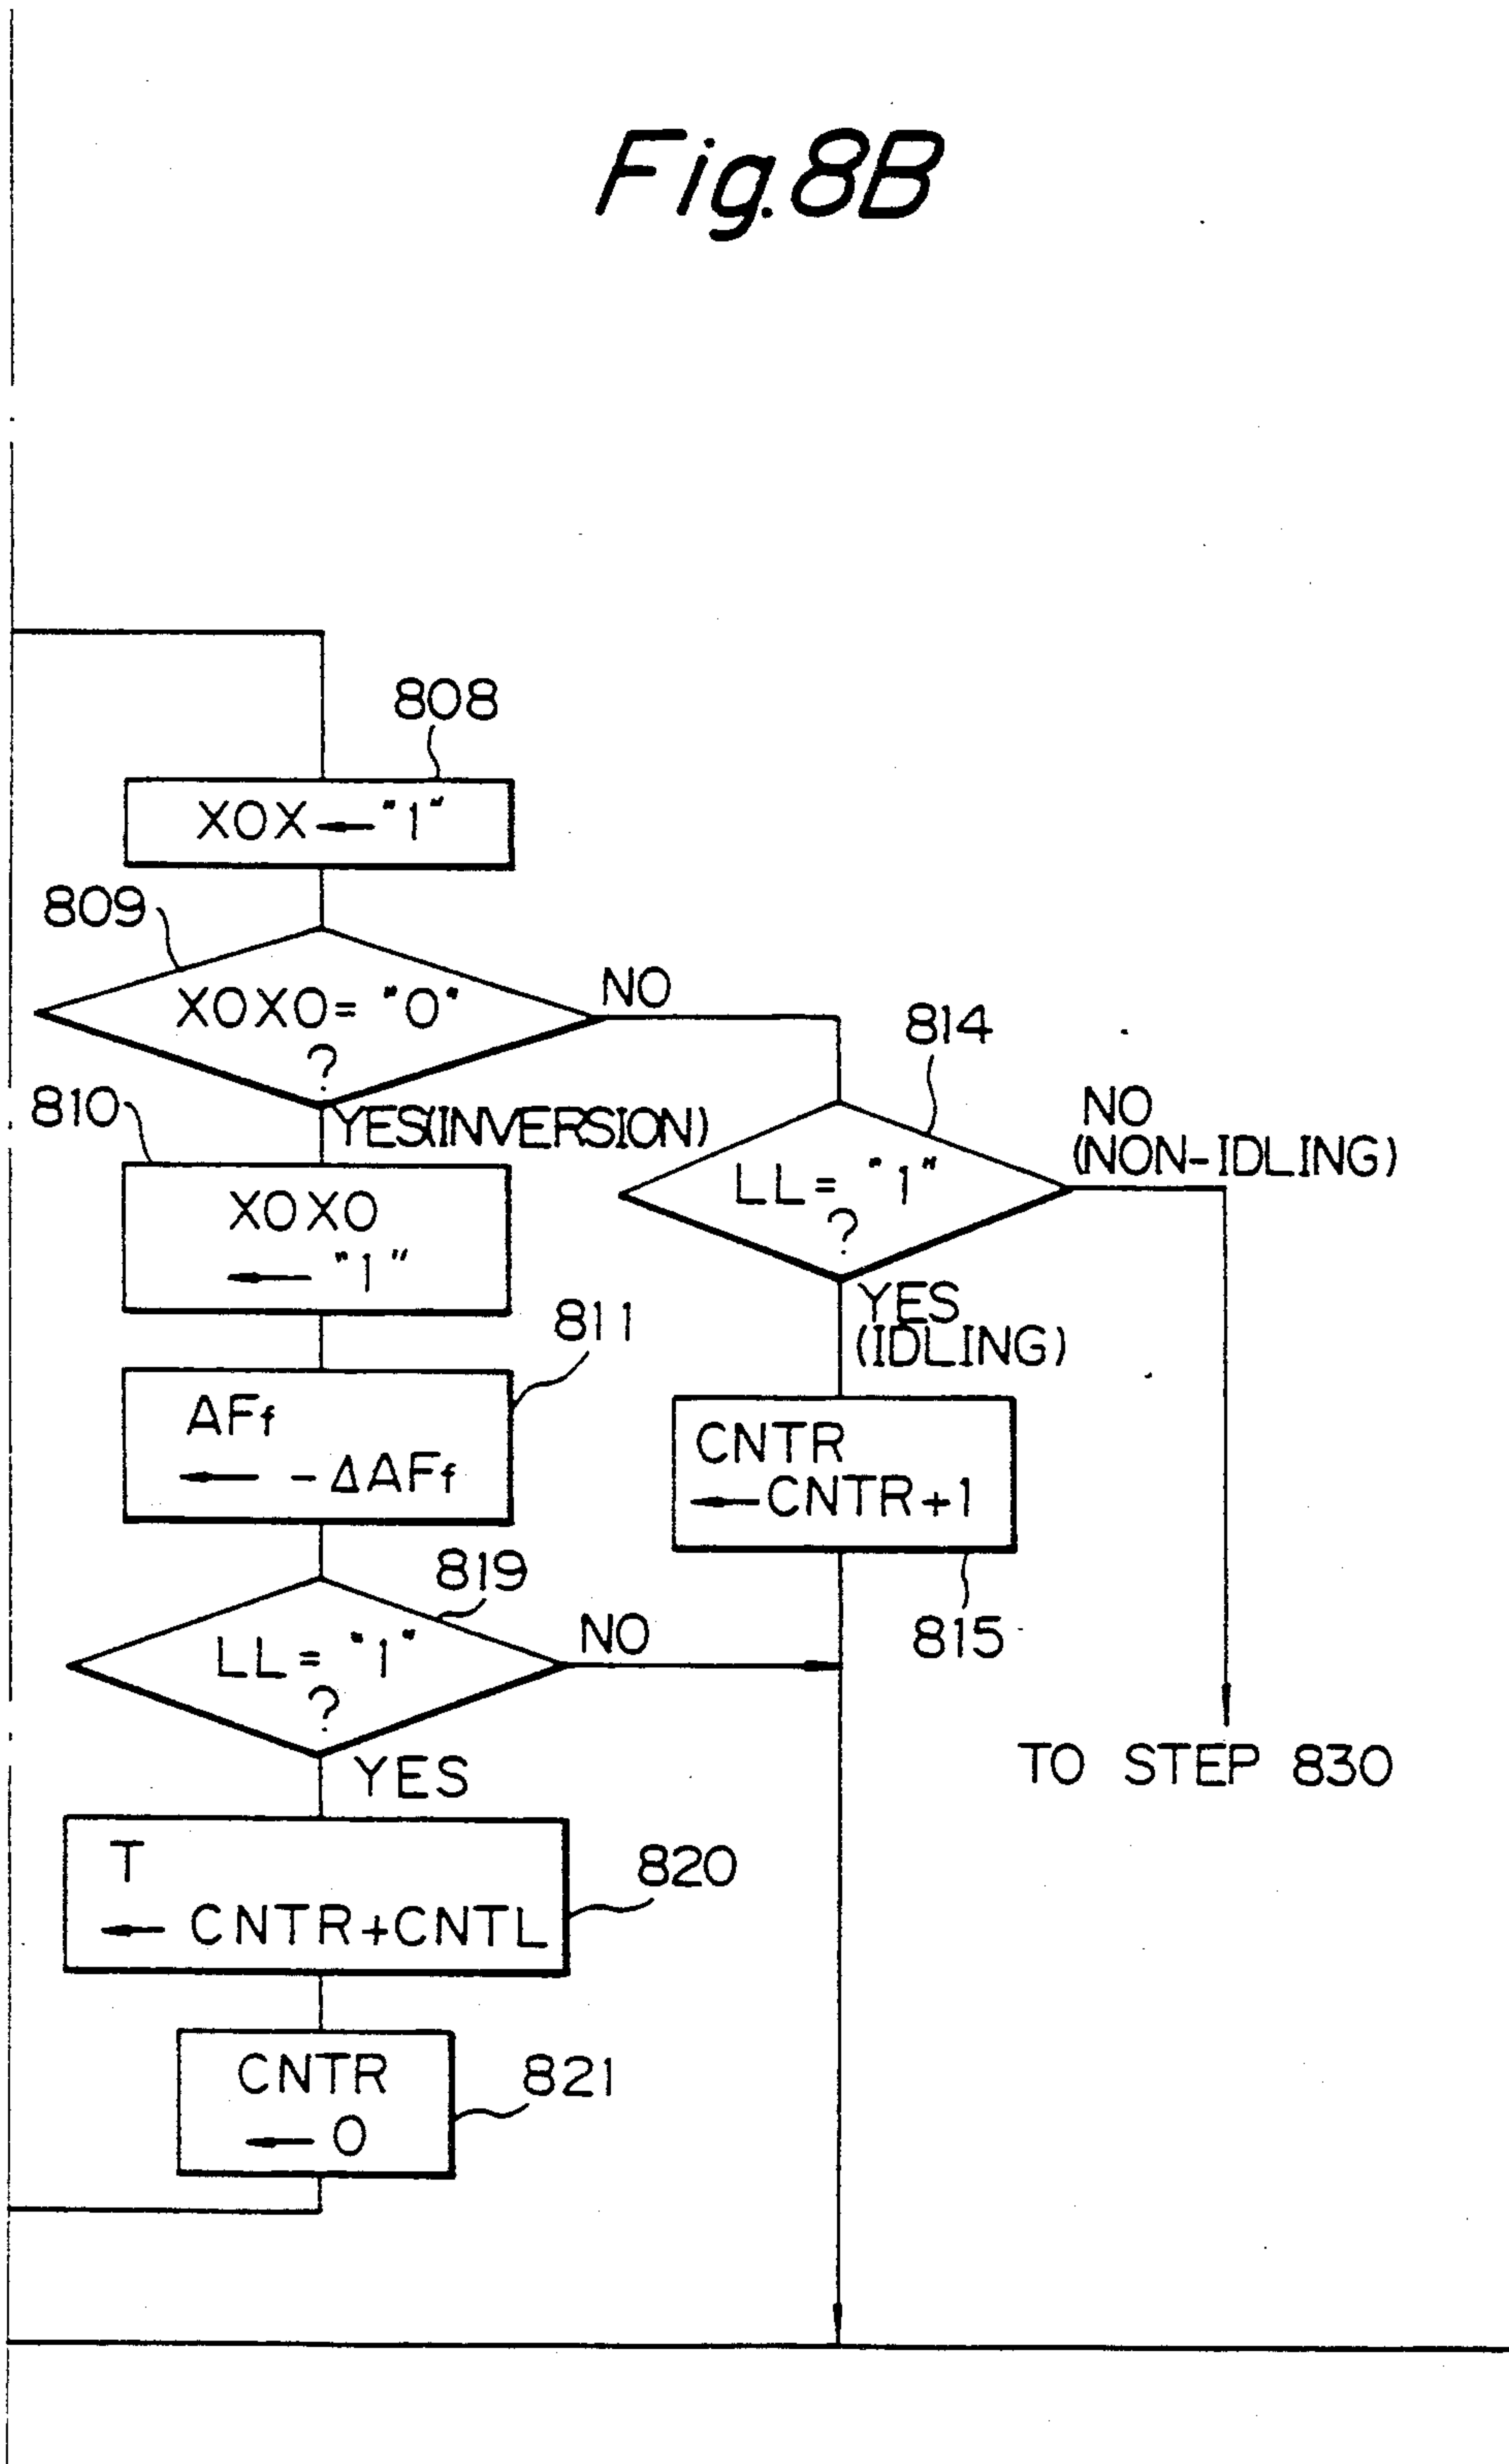 Fig.8B
808
XOX ← "1"
809
XOXO = "0"
?
NO
YES(INVERSION)
810
XOXO
← "1"
811
AFf
← -ΔAFf
814
LL = "1"
?
NO
(NON-IDLING)
YES
(IDLING)
CNTR
←CNTR+1
815
819
LL = "1"
?
NO
YES
TO STEP 830
T
← CNTR+CNTL
820
CNTR
← 0
821